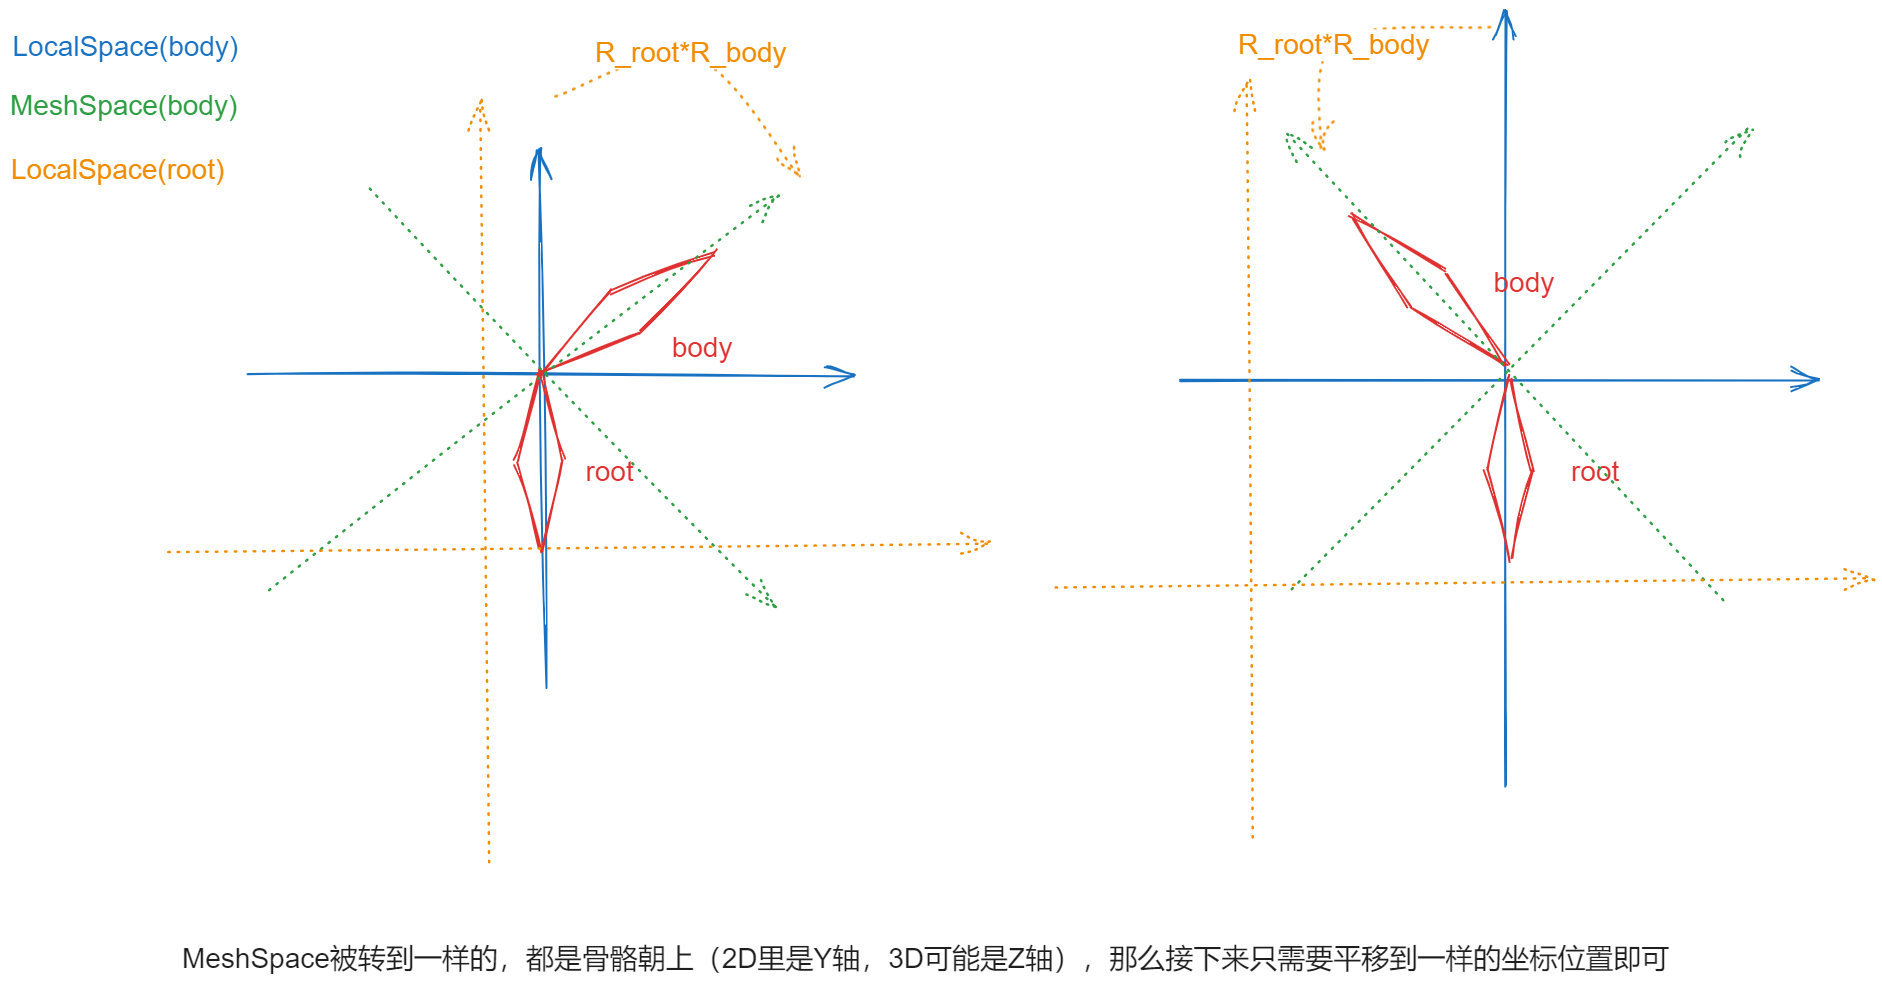 LocalSpace(body)
MeshSpace(body)
LocalSpace(root)
R_root*R_body
body
root
R_root*R_body
body
root
MeshSpace被转到一样的，都是骨骼朝上（2D里是Y轴，3D可能是Z轴），那么接下来只需要平移到一样的坐标位置即可